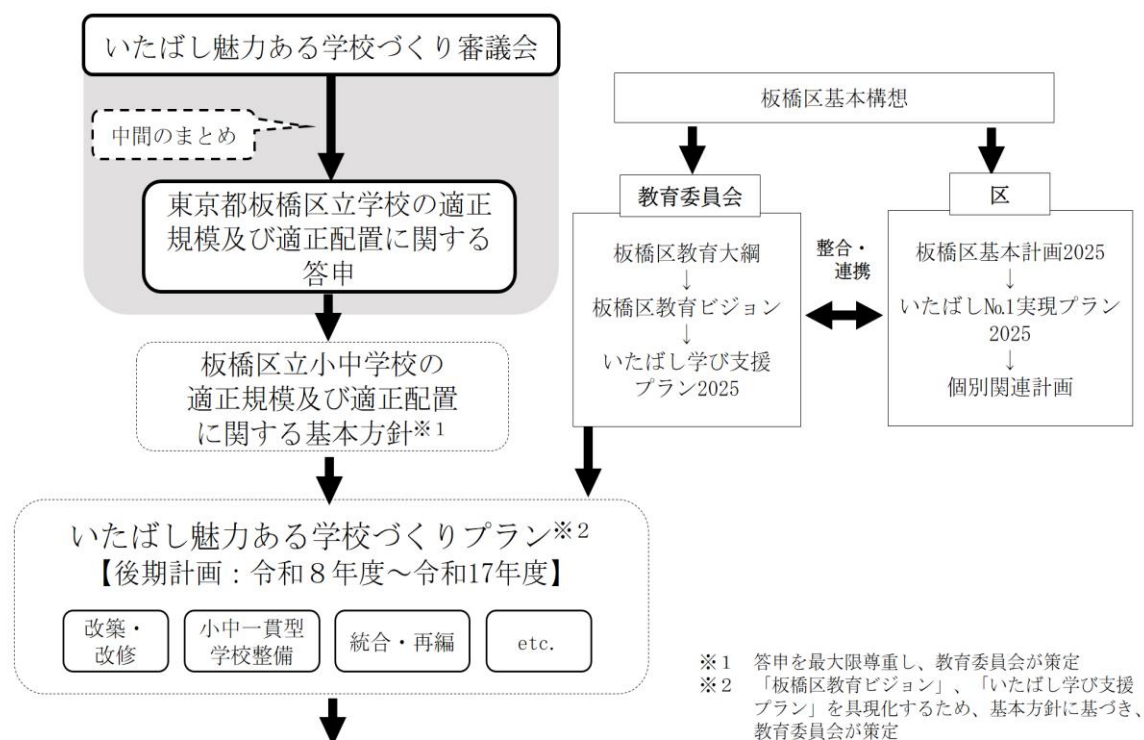 いたばし魅力ある学校づくり審議会
中間のまとめ
東京都板橋区立学校の適正
規模及び適正配置に関する
答申
板橋区立小中学校の
適正規模及び適正配置
に関する基本方針※1
板橋区基本構想
教育委員会
板橋区教育大綱
↓
板橋区教育ビジョン
↓
いたばし学び支援
プラン2025
整合・
連携
区
板橋区基本計画2025
↓
いたばし№1実現プラン
2025
↓
個別関連計画
いたばし魅力ある学校づくりプラン※2
【後期計画：令和８年度～令和17年度】
改築・
改修
小中一貫型
学校整備
統合・再編
etc.
※１ 答申を最大限尊重し、教育委員会が策定
※２ 「板橋区教育ビジョン」、「いたばし学び支援
プラン」を具現化するため、基本方針に基づき、
教育委員会が策定